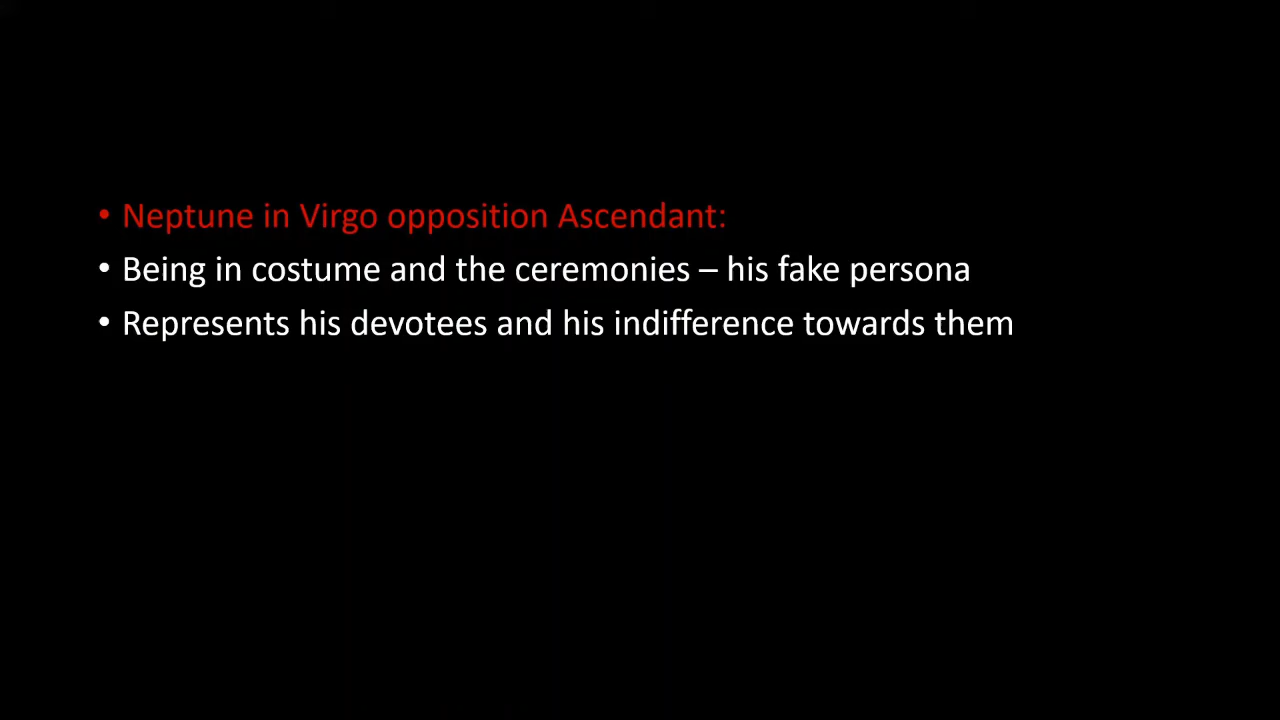 • Neptune in Virgo opposition Ascendant:
• Being in costume and the ceremonies – his fake persona
• Represents his devotees and his indifference towards them